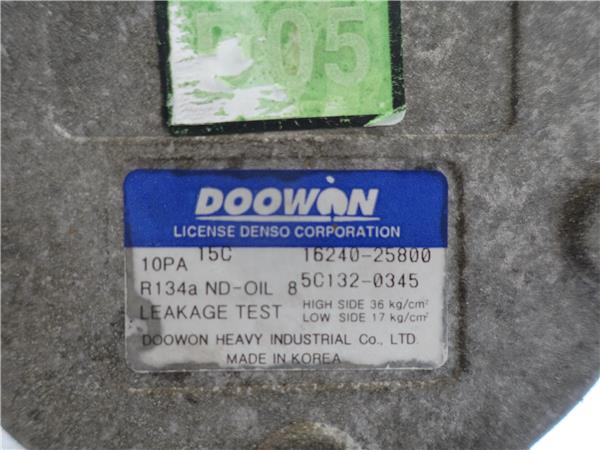 05
DOOWON
LICENSE DENSO CORPORATION
10PA 15C 16240-25800
R134a ND-OIL 8 5C132-0345
LEAKAGE TEST HIGH SIDE 36 kg/cm²
LOW SIDE 17 kg/cm²
DOOWON HEAVY INDUSTRIAL Co., LTD.
MADE IN KOREA